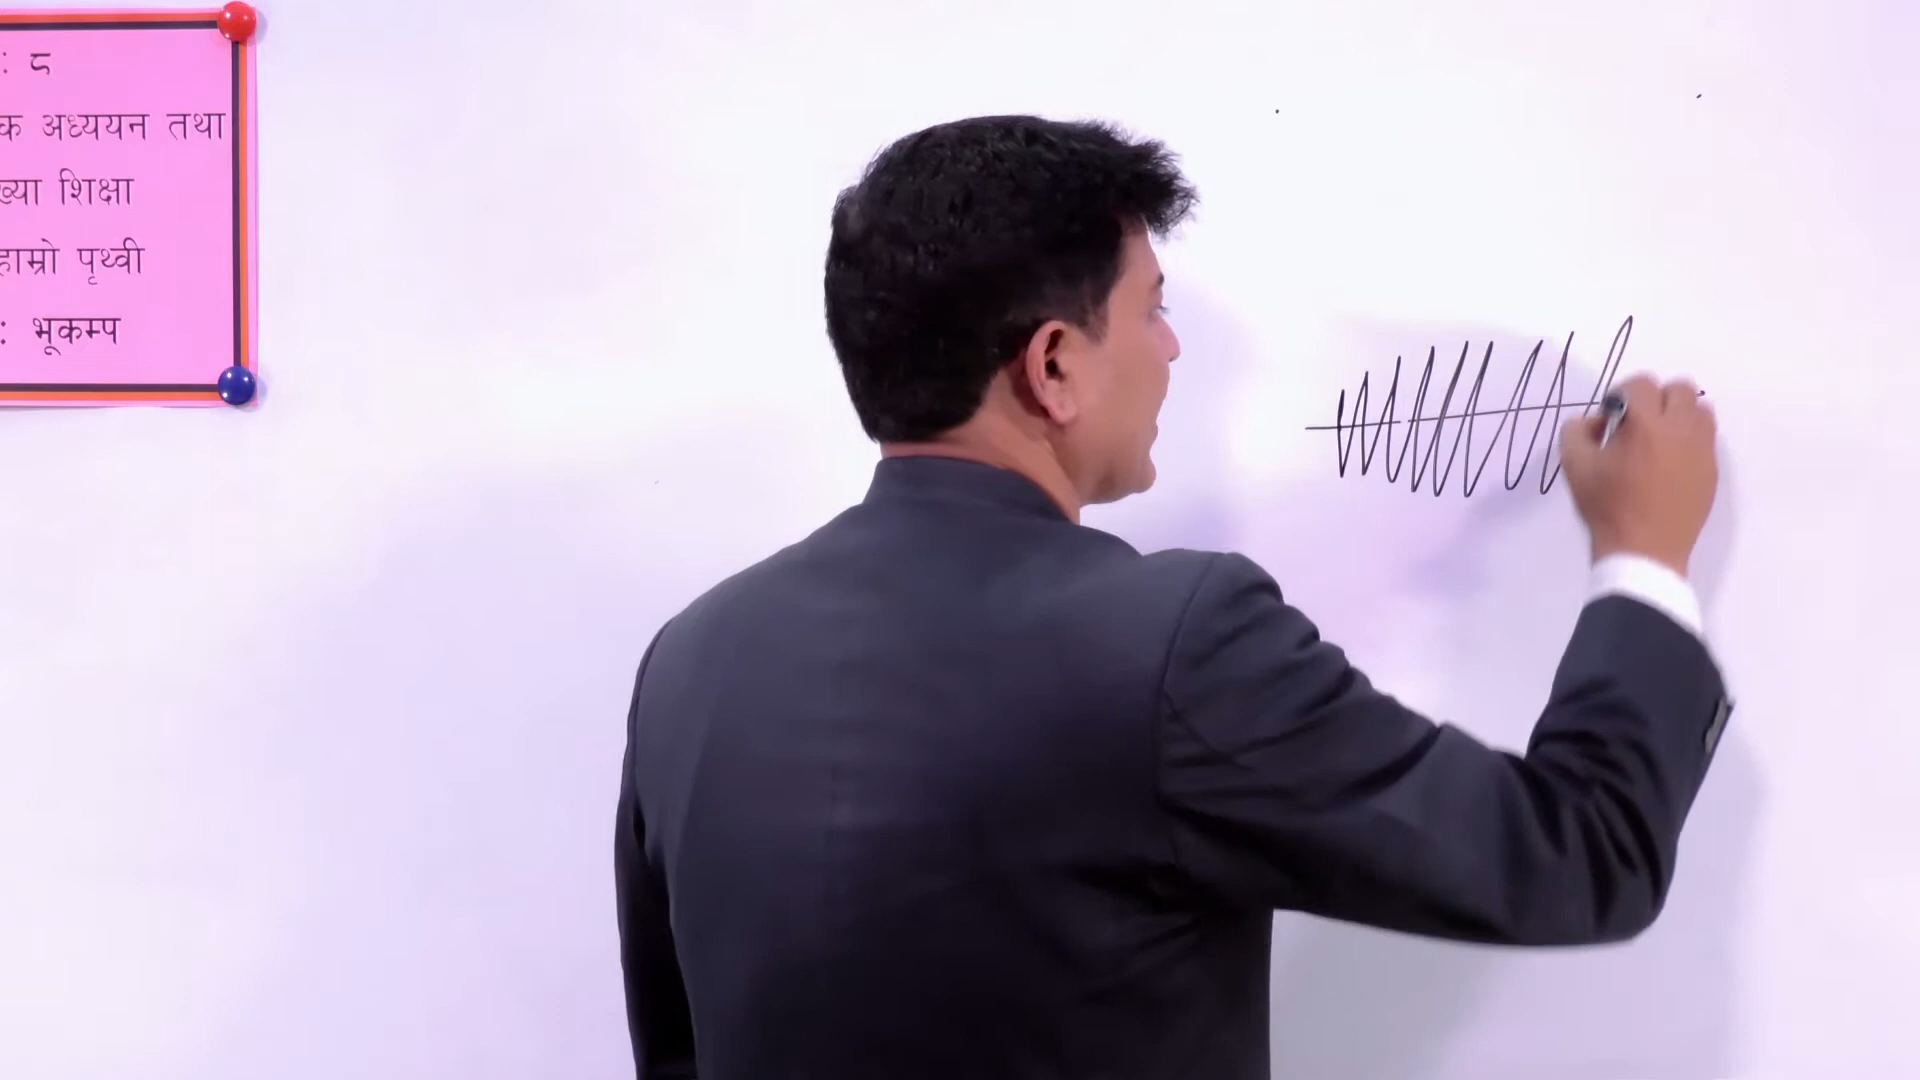 : ८
क अध्ययन तथा
ख्या शिक्षा
हाम्रो पृथ्वी
: भूकम्प